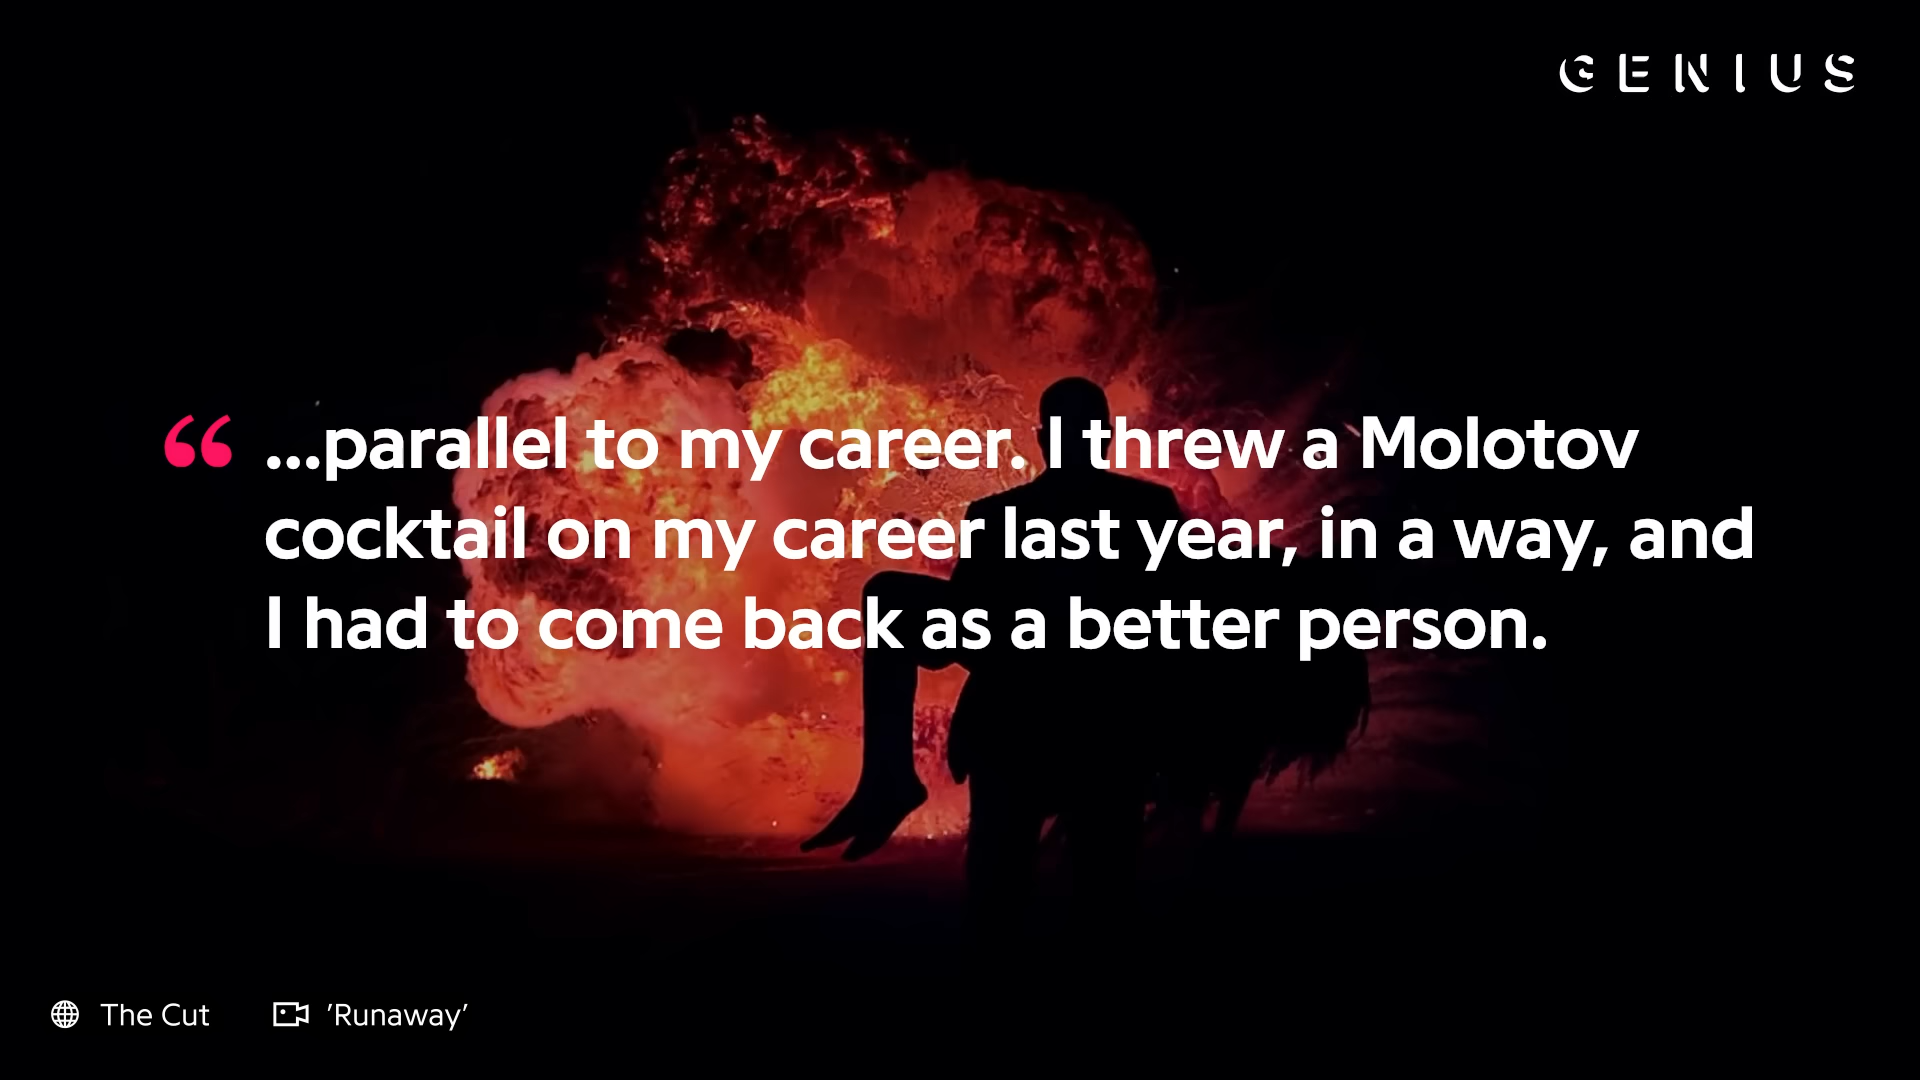 GENIUS
“ ...parallel to my career. I threw a Molotov
cocktail on my career last year, in a way, and
I had to come back as a better person.
The Cut
’Runaway’